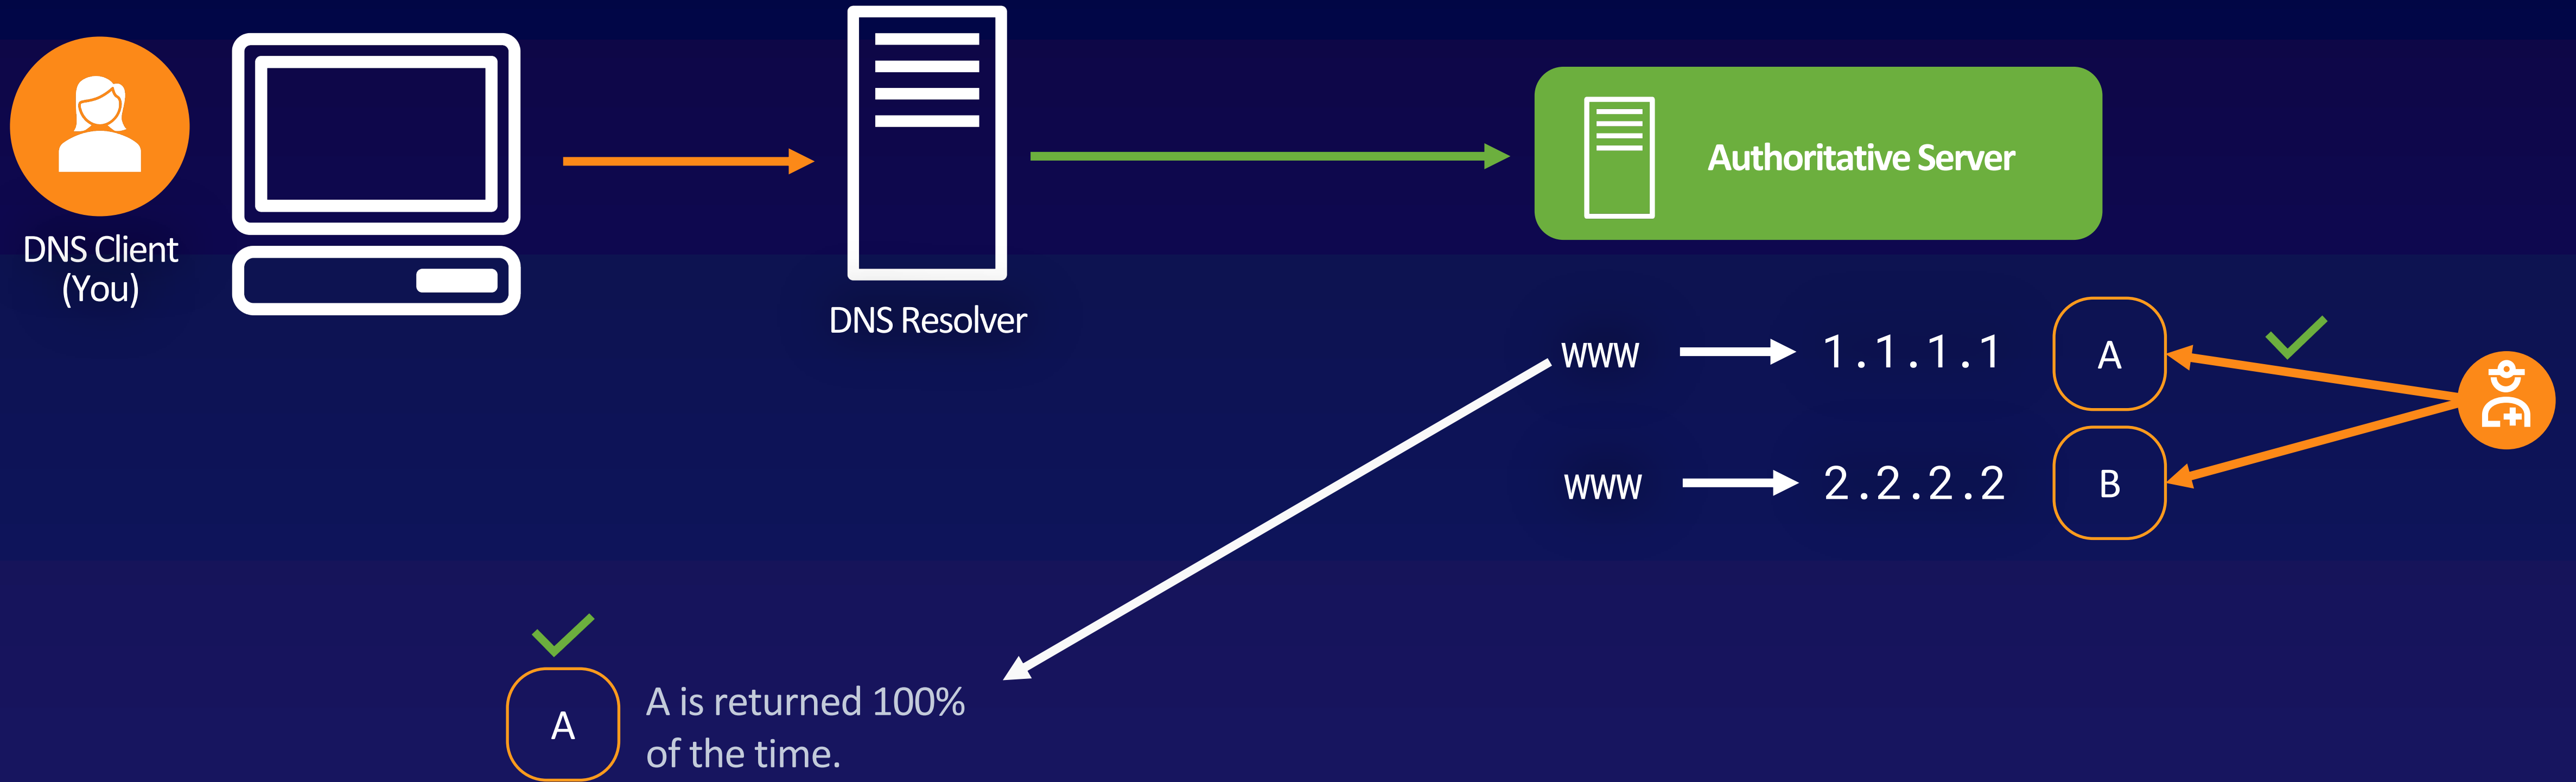 DNS Client
(You)
DNS Resolver
Authoritative Server
www 1.1.1.1 A
www 2.2.2.2 B
A
A is returned 100%
of the time.